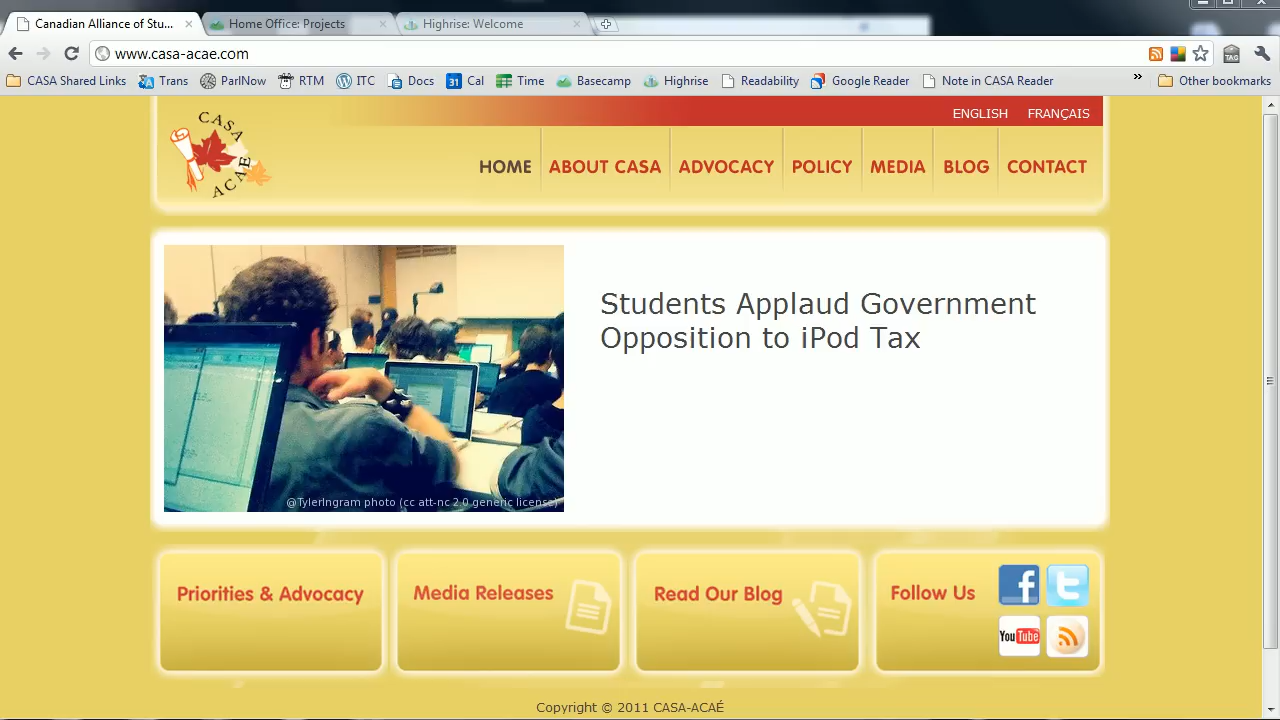 Canadian Alliance of Stu...
Home Office: Projects
Highrise: Welcome
www.casa-acae.com
TAG
CASA Shared Links
Trans
ParlNow
RTM
ITC
31
Docs
Cal
Time
Basecamp
Highrise
Readability
Google Reader
Note in CASA Reader
Other bookmarks
ENGLISH FRANÇAIS
CASA
ACAE
HOME
ABOUT CASA
ADVOCACY
POLICY
MEDIA
BLOG
CONTACT
Students Applaud Government
Opposition to iPod Tax
@TylerIngram photo (cc att-nc 2.0 generic license)
Priorities & Advocacy
Media Releases
Read Our Blog
Follow Us
f
t
You Tube
Copyright © 2011 CASA-ACAÉ